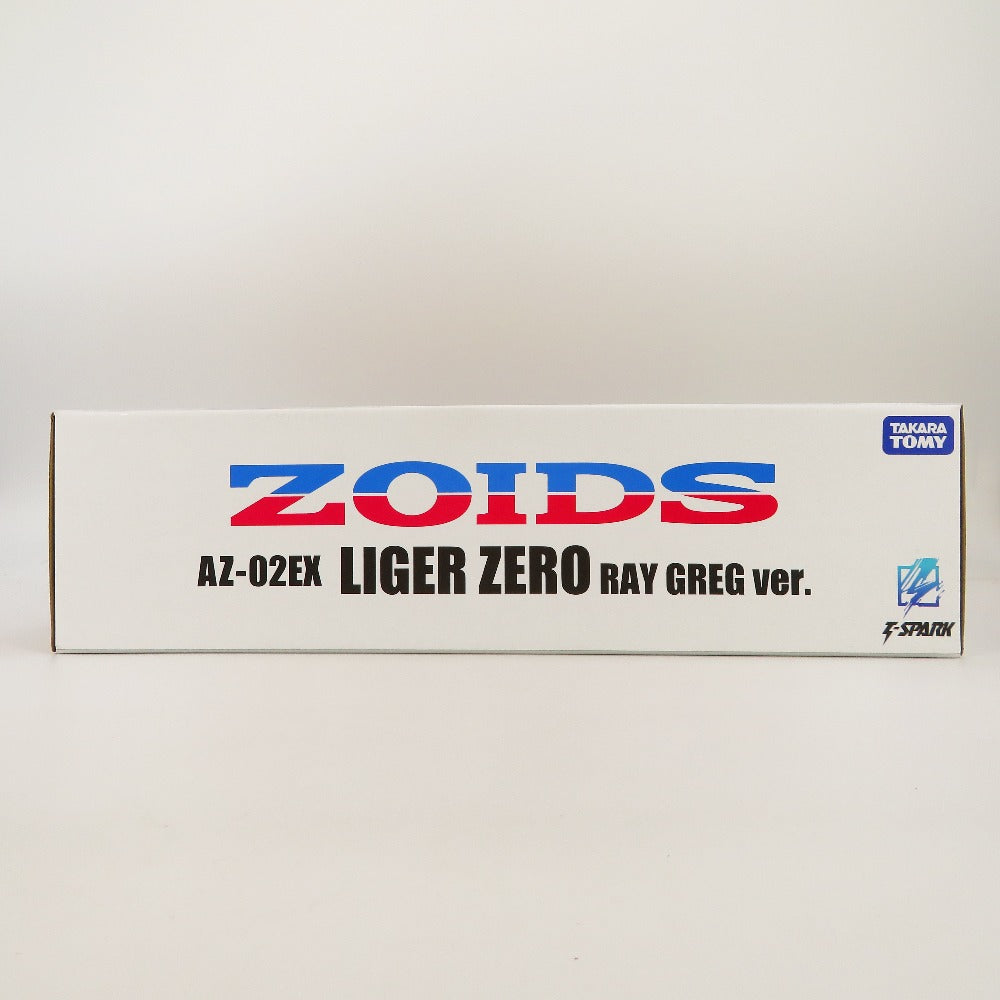 TAKARA
TOMY
ZOIDS
AZ-02EX LIGER ZERO RAY GREG ver.
T-SPARK